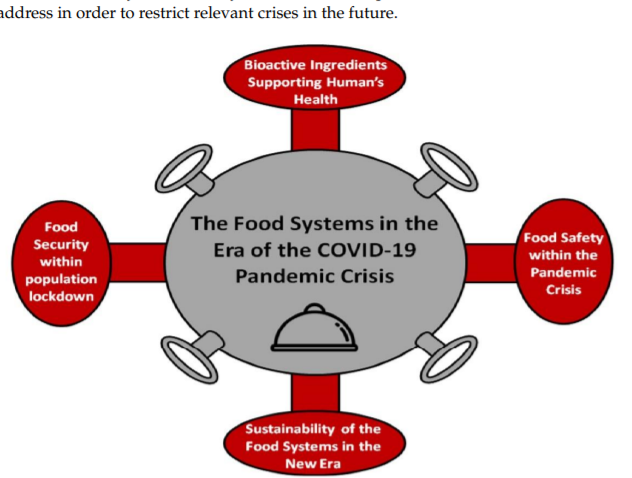 address in order to restrict relevant crises in the future.
Bioactive Ingredients
Supporting Human's
Health
The Food Systems in the
Era of the COVID-19
Pandemic Crisis
Food
Security
within
population
lockdown
Food Safety
within the
Pandemic
Crisis
Sustainability of the
Food Systems in the
New Era